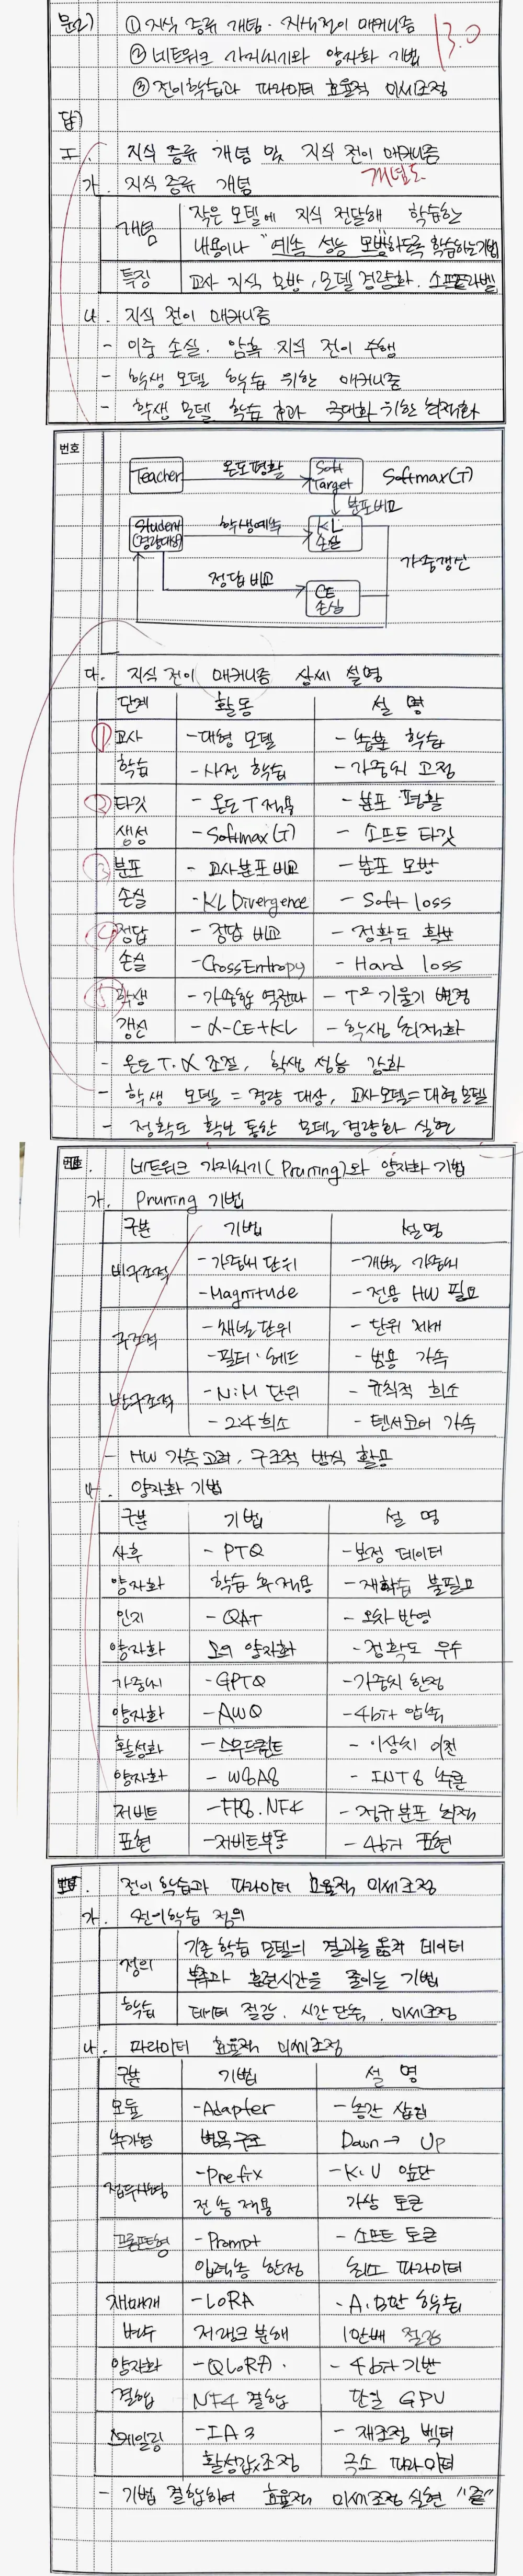 문2) ① 지식 증류 개념·지식전이 매커니즘 13.0
② 네트워크 가지치기와 양자화 기법
③ 전이학습과 파라미터 효율적 미세조정
답)
I. 지식 증류 개념 및 지식 전이 매커니즘
가. 지식 증류 개념 개념도
개념 작은 모델에 지식 전달해 학습한
내용이나 "예측 성능 모방"하도록 학습하는 기법
특징 교사 지식 모방, 모델 경량화, 소프트라벨
나. 지식 전이 매커니즘
- 이중 손실, 암흑 지식 전이 수행
- 학생 모델 학습 위한 매커니즘
- 학생 모델 학습 효과 극대화 위한 최적화
번호
Teacher 온도평활 Soft Target Softmax(T)
분포비교
Student (경량대상) 학생예측 KL 손실
가중갱신
정답 비교 CE 손실
다. 지식 전이 매커니즘 상세 설명
단계 활동 설명
① 교사 - 대형 모델 - 충분 학습
학습 - 사전 학습 - 가중치 고정
② 타깃 - 온도 T 적용 - 분포 평활
생성 - Softmax(T) - 소프트 타깃
③ 분포 - 교사분포 비교 - 분포 모방
손실 - KL Divergence - Soft loss
④ 정답 - 정답 비교 - 정확도 확보
손실 - CrossEntropy - Hard loss
⑤ 학생 - 가중합 역전파 - T² 기울기 변경
갱신 - α·CE+KL - 학생 최적화
- 온도 T·α 조절, 학생 성능 강화
- 학생 모델 = 경량 대상, 교사모델 = 대형모델
- 정확도 확보 통한 모델 경량화 실현
번호. 네트워크 가지치기(Pruning)와 양자화 기법
가. Pruning 기법
구분 기법 설명
비구조적 - 가중치 단위 - 개별 가중치
- Magnitude - 전용 HW 필요
구조적 - 채널 단위 - 단위 제거
- 필터·헤드 - 범용 가속
반구조적 - N:M 단위 - 규칙적 희소
- 2:4 희소 - 텐서코어 가속
- HW 가속 고려, 구조적 방식 활용
나. 양자화 기법
구분 기법 설명
사후 - PTQ - 보정 데이터
양자화 학습 후 적용 - 재학습 불필요
인지 - QAT - 오차 반영
양자화 모의 양자화 - 정확도 우수
가중치 - GPTQ - 가중치 한정
양자화 - AWQ - 4bit 압축
활성화 - 스무드퀀트 - 이상치 이전
양자화 - W8A8 - INT8 추론
저비트 - FP8, NF4 - 정규분포 최적
표현 - 저비트부동 - 4bit 표현
전이 학습과 파라미터 효율적 미세조정
가. 전이학습 정의
정의 기존 학습 모델의 결과를 옮겨 데이터
부족과 훈련시간을 줄이는 기법
학습 데이터 절감, 시간 단축, 미세조정
나. 파라미터 효율적 미세조정
구분 기법 설명
모듈 - Adapter - 층간 삽입
추가형 병목 구조 Down → UP
접두사형 - Prefix - K·V 앞단
전 층 적용 가상 토큰
프롬프트형 - Prompt - 소프트 토큰
입력층 한정 최소 파라미터
재매개 - LoRA - A·B만 학습
변수 저랭크 분해 1만배 절감
양자화 - QLoRA. - 4bit 기반
결합 NF4 결합 단일 GPU
스케일링 - IA3 - 재조정 벡터
활성값 조정 극소 파라미터
- 기법 결합하여 효율적 미세조정 실현 "끝"